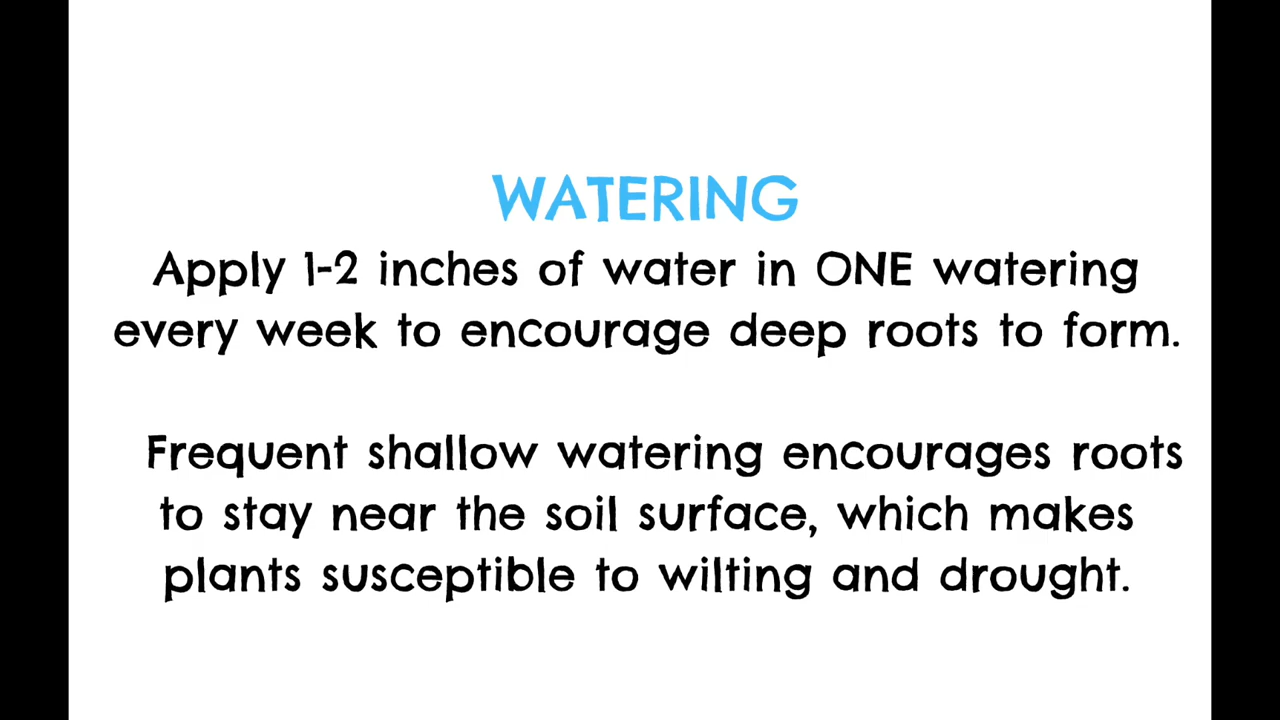 WATERING
Apply 1-2 inches of water in ONE watering
every week to encourage deep roots to form.
Frequent shallow watering encourages roots
to stay near the soil surface, which makes
plants susceptible to wilting and drought.